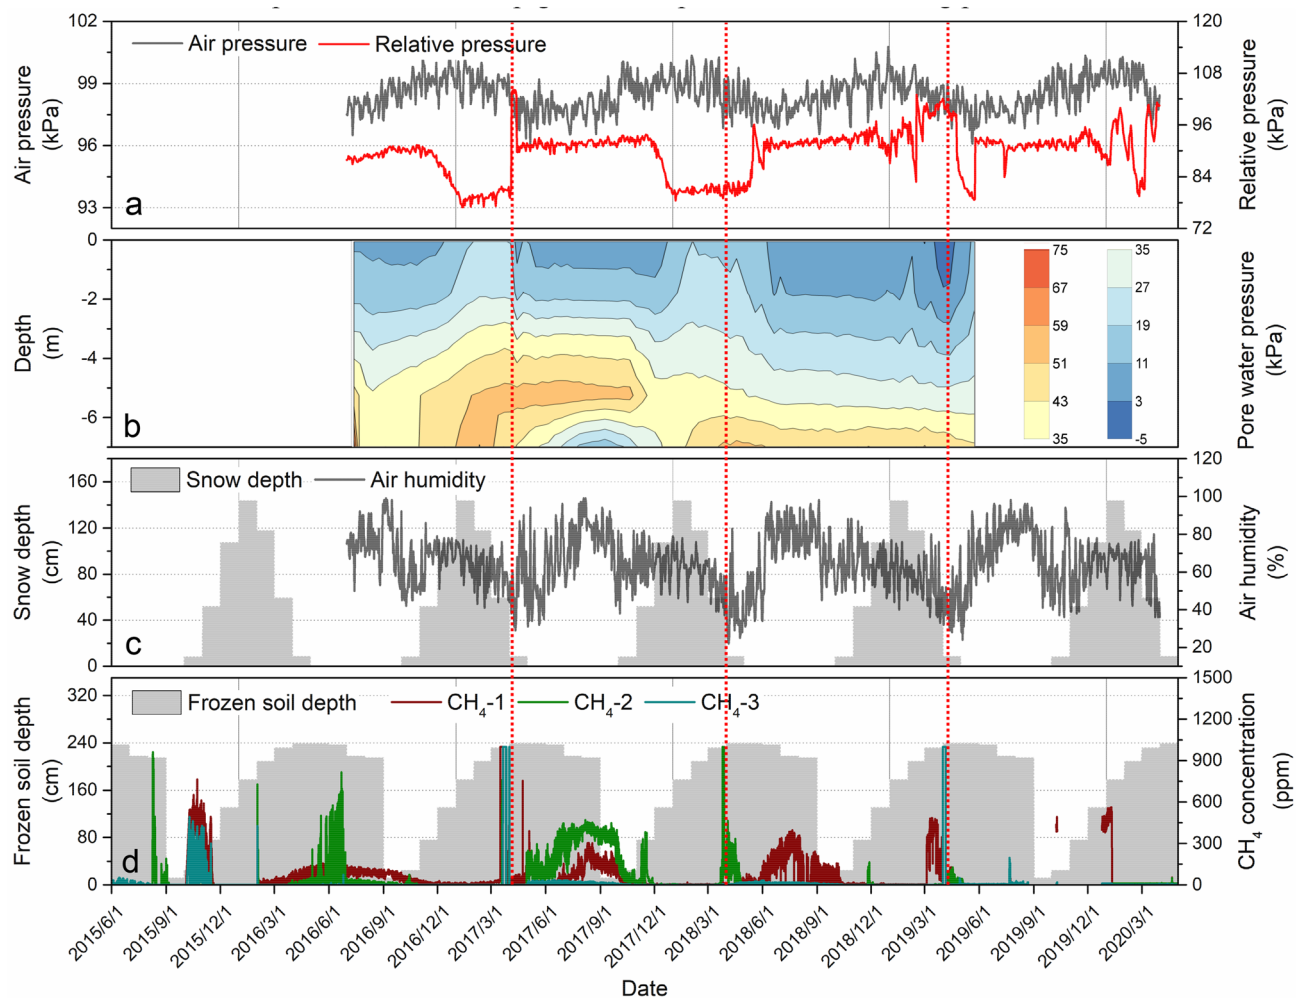 102
99
96
93
Air pressure
(kPa)
Air pressure
Relative pressure
a
120
108
96
84
72
Relative pressure
(kPa)
0
-2
-4
-6
Depth
(m)
b
75
67
59
51
43
35
35
27
19
11
3
-5
Pore water pressure
(kPa)
160
120
80
40
0
Snow depth
(cm)
Snow depth
Air humidity
c
120
100
80
60
40
20
Air humidity
(%)
320
240
160
80
0
Frozen soil depth
(cm)
Frozen soil depth
CH4-1
CH4-2
CH4-3
d
1500
1200
900
600
300
0
CH4 concentration
(ppm)
2015/6/1
2015/9/1
2015/12/1
2016/3/1
2016/6/1
2016/9/1
2016/12/1
2017/3/1
2017/6/1
2017/9/1
2017/12/1
2018/3/1
2018/6/1
2018/9/1
2018/12/1
2019/3/1
2019/6/1
2019/9/1
2019/12/1
2020/3/1
Date